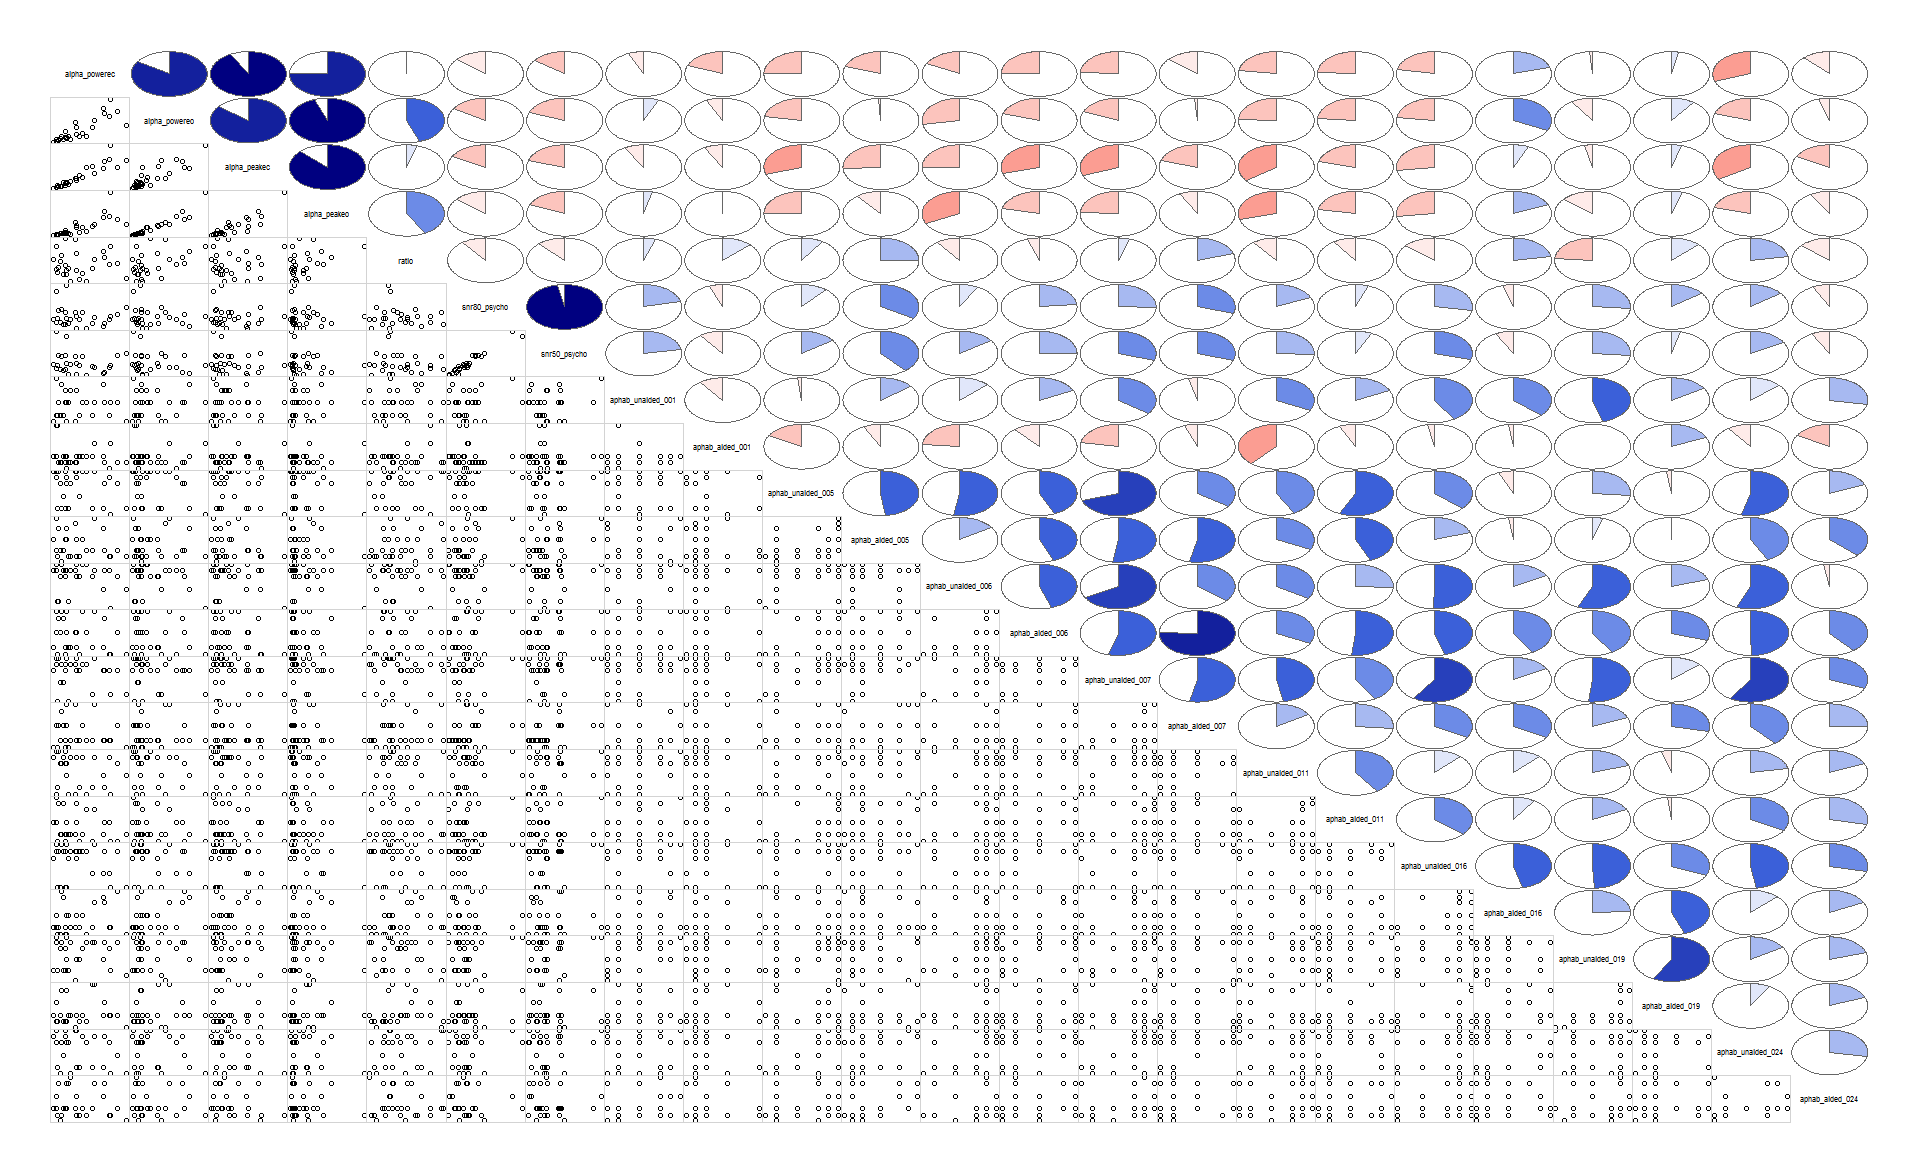 alpha_powerec
alpha_powereo
alpha_peakec
alpha_peakeo
ratio
snr80_psycho
snr50_psycho
aphab_unaided_001
aphab_aided_001
aphab_unaided_005
aphab_aided_005
aphab_unaided_006
aphab_aided_006
aphab_unaided_007
aphab_aided_007
aphab_unaided_011
aphab_aided_011
aphab_unaided_016
aphab_aided_016
aphab_unaided_019
aphab_aided_019
aphab_unaided_024
aphab_aided_024